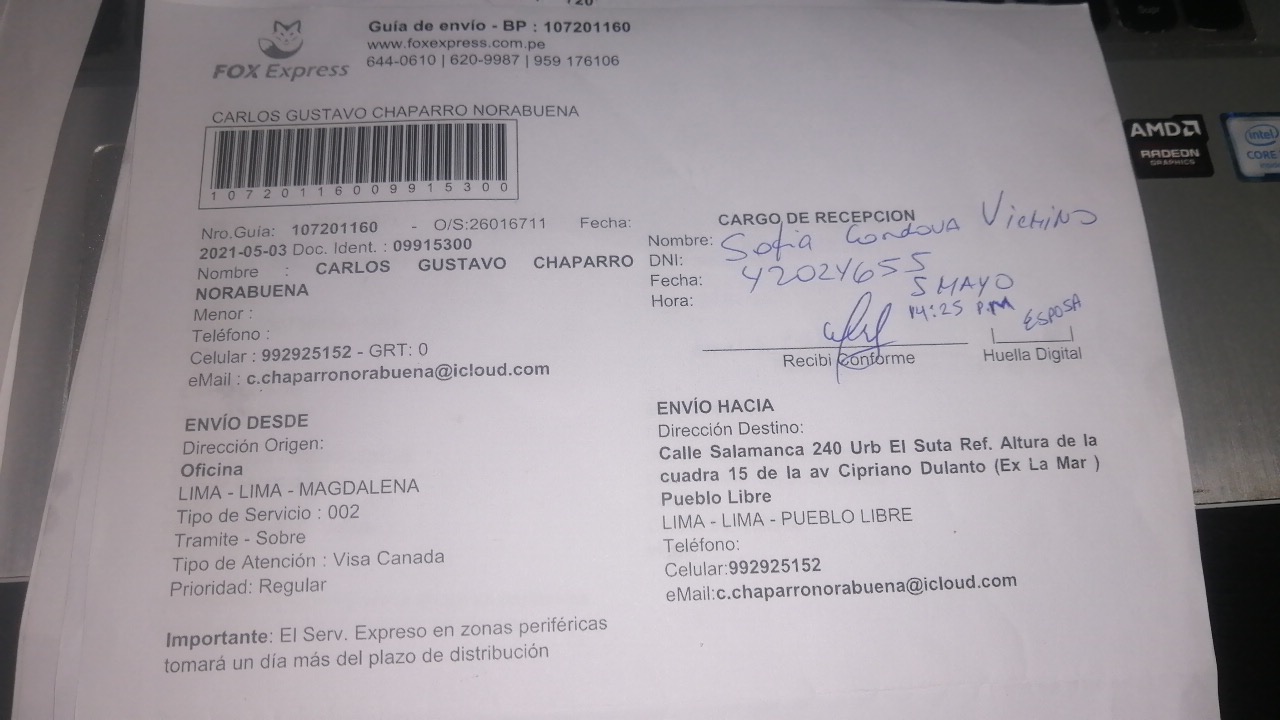 Guía de envío - BP : 107201160
www.foxexpress.com.pe
644-0610 | 620-9987 | 959 176106
FOX Express
CARLOS GUSTAVO CHAPARRO NORABUENA
10720116009915300
Nro.Guía: 107201160 - O/S:26016711 Fecha:
2021-05-03 Doc. Ident. : 09915300
Nombre : CARLOS GUSTAVO CHAPARRO
NORABUENA
Menor :
Teléfono :
Celular : 992925152 - GRT: 0
eMail : c.chaparronorabuena@icloud.com
CARGO DE RECEPCION
Nombre: Sofia Cordova Vichino
DNI: 42024655
Fecha: 5 MAYO
Hora: 14:25 P.M
ESPOSA
Recibi conforme
Huella Digital
ENVÍO DESDE
Dirección Origen:
Oficina
LIMA - LIMA - MAGDALENA
Tipo de Servicio : 002
Tramite - Sobre
Tipo de Atención : Visa Canada
Prioridad: Regular
ENVÍO HACIA
Dirección Destino:
Calle Salamanca 240 Urb El Suta Ref. Altura de la
cuadra 15 de la av Cipriano Dulanto (Ex La Mar )
Pueblo Libre
LIMA - LIMA - PUEBLO LIBRE
Teléfono:
Celular:992925152
eMail:c.chaparronorabuena@icloud.com
Importante: El Serv. Expreso en zonas periféricas
tomará un día más del plazo de distribución
AMD
RADEON
GRAPHICS
intel
CORE